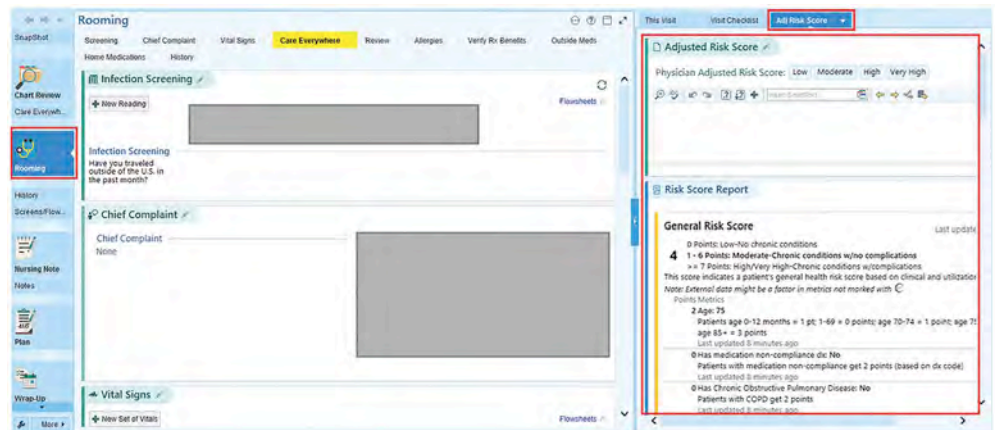 SnapShot
Chart Review
Care Everywh...
Rooming
History
Screens/Flow...
Nursing Note
Notes
Plan
Wrap-Up
More
Rooming
Screening Chief Complaint Vital Signs Care Everywhere Review Allergies Verify Rx Benefits Outside Meds
Home Medications History
Infection Screening
New Reading
Flowsheets
Infection Screening
Have you traveled
outside of the U.S. in
the past month?
Chief Complaint
Chief Complaint
None
Vital Signs
New Set of Vitals
Flowsheets
This Visit Visit Checklist Adj Risk Score
Adjusted Risk Score
Physician Adjusted Risk Score: Low Moderate High Very High
Risk Score Report
General Risk Score
Last update
0 Points: Low-No chronic conditions
4 1 - 6 Points: Moderate-Chronic conditions w/no complications
>= 7 Points: High/Very High-Chronic conditions w/complications
This score indicates a patient's general health risk score based on clinical and utilization
Note: External data might be a factor in metrics not marked with
Points Metrics
2 Age: 75
Patients age 0-12 months = 1 pt; 1-69 = 0 points; age 70-74 = 1 point; age 75
age 85+ = 3 points
Last updated 8 minutes ago
0 Has medication non-compliance dx: No
Patients with medication non-compliance get 2 points (based on dx code)
Last updated 8 minutes ago
0 Has Chronic Obstructive Pulmonary Disease: No
Patients with COPD get 2 points
Last updated 8 minutes ago